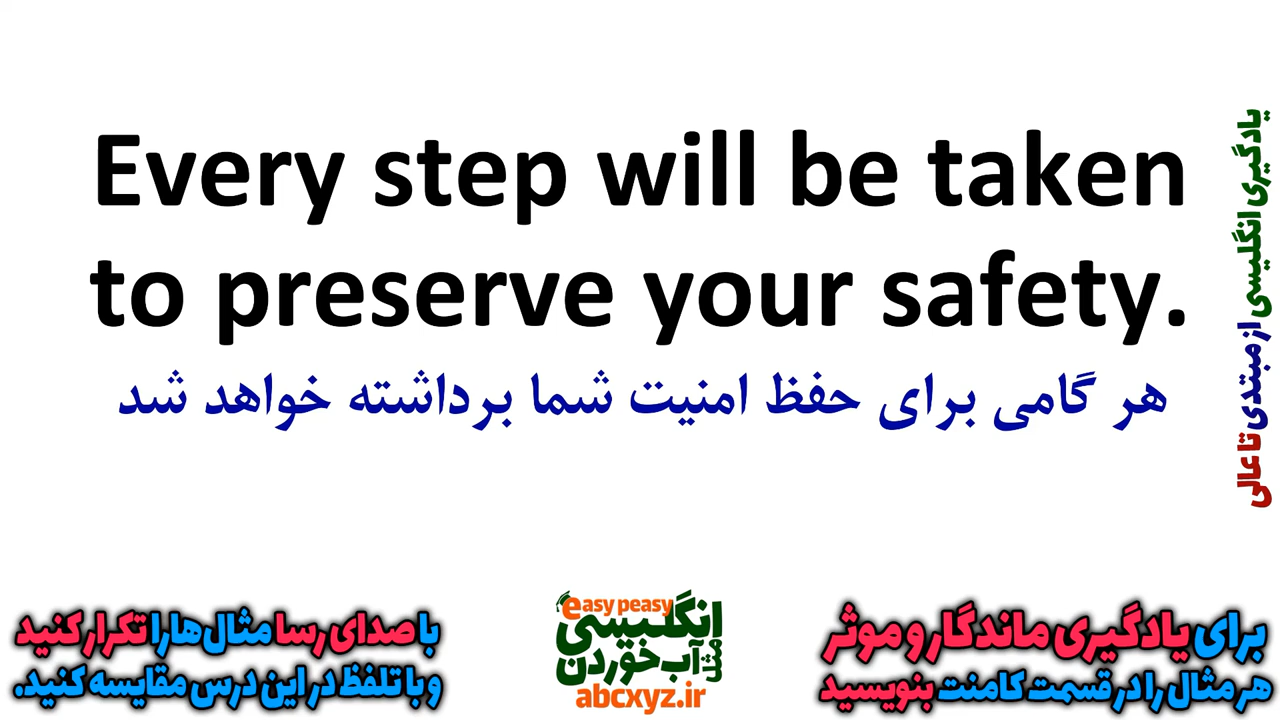 Every step will be taken
to preserve your safety.
هر گامی برای حفظ امنیت شما برداشته خواهد شد
یادگیری انگلیسی از مبتدی تا عالی
برای یادگیری ماندگار و موثر
هر مثال را در قسمت کامنت بنویسید
easy peasy
انگلیسی
مثل آب خوردن
abcxyz.ir
با صدای رسا مثال‌ها را تکرار کنید
و با تلفظ در این درس مقایسه کنید.